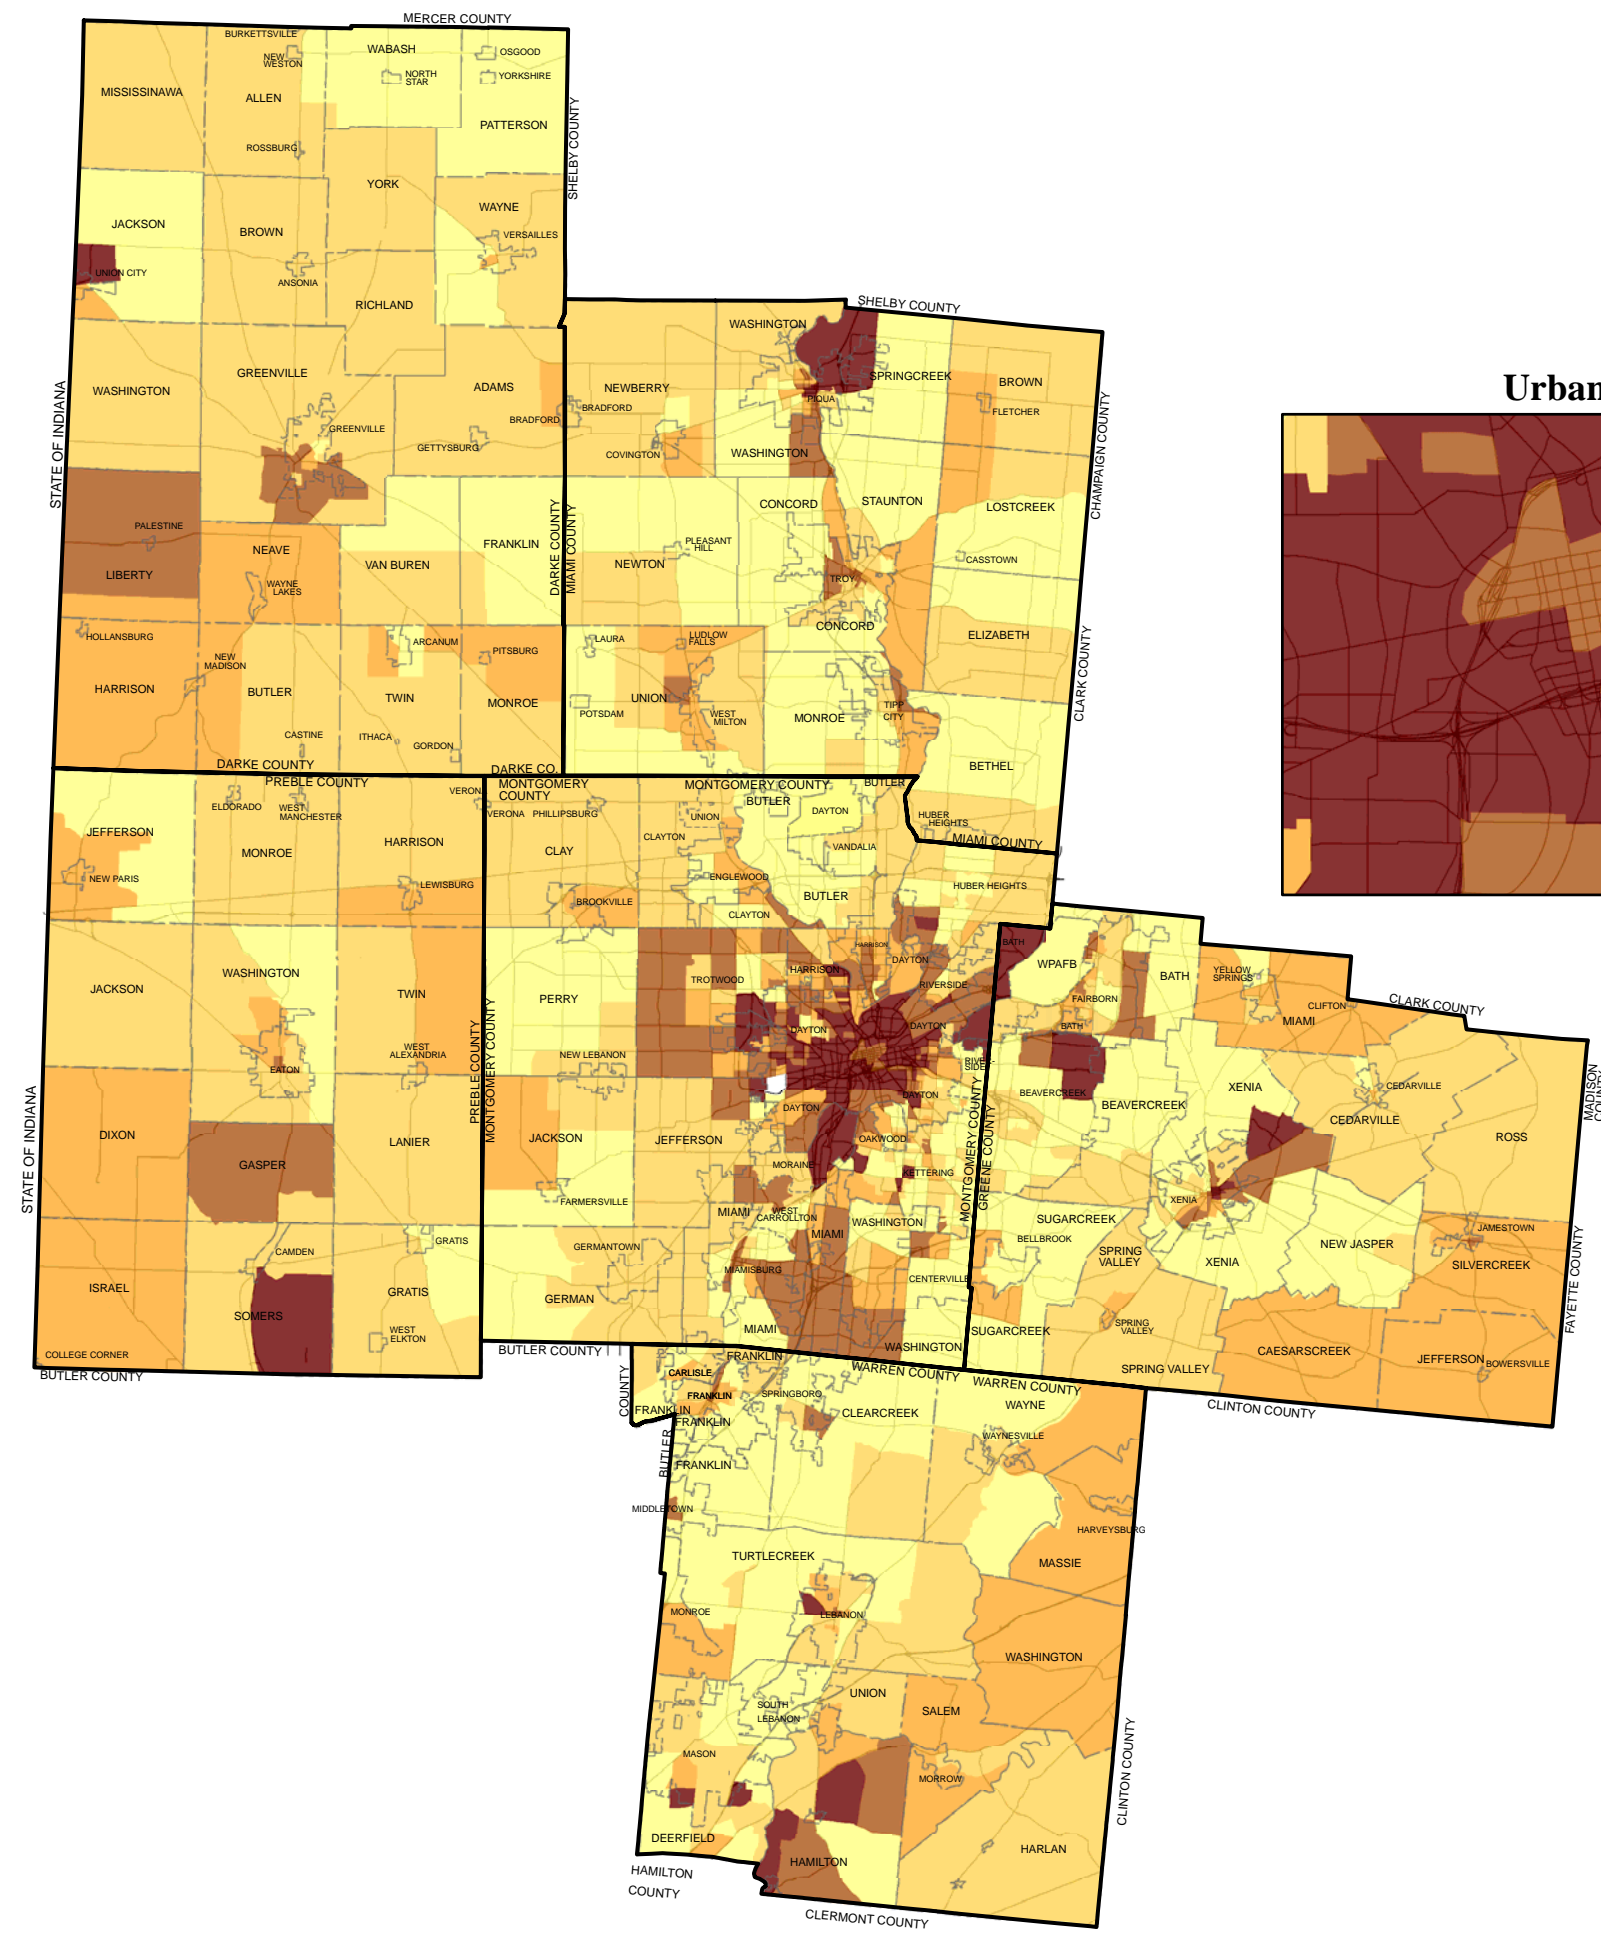 MERCER COUNTY
BURKETTSVILLE
WABASH
OSGOOD
NEW
WESTON
NORTH
STAR
YORKSHIRE
MISSISSINAWA
ALLEN
PATTERSON
SHELBY COUNTY
ROSSBURG
YORK
WAYNE
JACKSON
BROWN
VERSAILLES
UNION CITY
ANSONIA
RICHLAND
SHELBY COUNTY
WASHINGTON
GREENVILLE
SPRINGCREEK
BROWN
Urban
WASHINGTON
ADAMS
NEWBERRY
PIQUA
FLETCHER
BRADFORD
BRADFORD
GREENVILLE
GETTYSBURG
COVINGTON
WASHINGTON
STATE OF INDIANA
CHAMPAIGN COUNTY
CONCORD
STAUNTON
LOSTCREEK
PALESTINE
NEAVE
FRANKLIN
DARKE COUNTY
MIAMI COUNTY
PLEASANT
HILL
CASSTOWN
LIBERTY
VAN BUREN
NEWTON
TROY
WAYNE
LAKES
CONCORD
ELIZABETH
HOLLANSBURG
ARCANUM
LAURA
LUDLOW
FALLS
PITSBURG
NEW
MADISON
CLARK COUNTY
HARRISON
BUTLER
TWIN
MONROE
UNION
TIPP
CITY
POTSDAM
WEST
MILTON
MONROE
CASTINE
ITHACA
GORDON
BETHEL
DARKE COUNTY
DARKE CO.
PREBLE COUNTY
MONTGOMERY
COUNTY
MONTGOMERY COUNTY
BUTLER
VERONA
ELDORADO
WEST
MANCHESTER
BUTLER
DAYTON
VERONA
PHILLIPSBURG
UNION
HUBER
HEIGHTS
JEFFERSON
CLAYTON
MIAMI COUNTY
HARRISON
MONROE
CLAY
VANDALIA
NEW PARIS
LEWISBURG
ENGLEWOOD
HUBER HEIGHTS
BROOKVILLE
BUTLER
CLAYTON
HARRISON
BATH
DAYTON
WPAFB
WASHINGTON
TROTWOOD
HARRISON
BATH
YELLOW
SPRINGS
JACKSON
TWIN
PERRY
RIVERSIDE
FAIRBORN
CLIFTON
CLARK COUNTY
MIAMI
DAYTON
DAYTON
BATH
WEST
ALEXANDRIA
NEW LEBANON
RIVER-
SIDE
EATON
PREBLE COUNTY
MONTGOMERY COUNTY
DAYTON
BEAVERCREEK
XENIA
CEDARVILLE
MADISON
COUNTY
DAYTON
BEAVERCREEK
CEDARVILLE
STATE OF INDIANA
DIXON
LANIER
JACKSON
JEFFERSON
OAKWOOD
ROSS
GASPER
MORAINE
KETTERING
MONTGOMERY COUNTY
GREENE COUNTY
FARMERSVILLE
XENIA
MIAMI
WEST
CARROLLTON
WASHINGTON
SUGARCREEK
JAMESTOWN
MIAMI
BELLBROOK
GRATIS
GERMANTOWN
CAMDEN
SPRING
VALLEY
XENIA
NEW JASPER
SILVERCREEK
MIAMISBURG
CENTERVILLE
ISRAEL
GRATIS
GERMAN
FAYETTE COUNTY
SOMERS
WEST
ELKTON
MIAMI
SUGARCREEK
SPRING
VALLEY
WASHINGTON
COLLEGE CORNER
BUTLER COUNTY
BUTLER COUNTY
FRANKLIN
CAESARSCREEK
JEFFERSON
BOWERSVILLE
CARLISLE
WARREN COUNTY
WARREN COUNTY
SPRING VALLEY
COUNTY
FRANKLIN
SPRINGBORO
CLINTON COUNTY
FRANKLIN
FRANKLIN
CLEARCREEK
WAYNE
WAYNESVILLE
BUTLER
FRANKLIN
MIDDLETOWN
HARVEYSBURG
TURTLECREEK
MASSIE
MONROE
LEBANON
WASHINGTON
UNION
SOUTH
LEBANON
SALEM
MASON
MORROW
CLINTON COUNTY
DEERFIELD
HARLAN
HAMILTON
HAMILTON
COUNTY
CLERMONT COUNTY